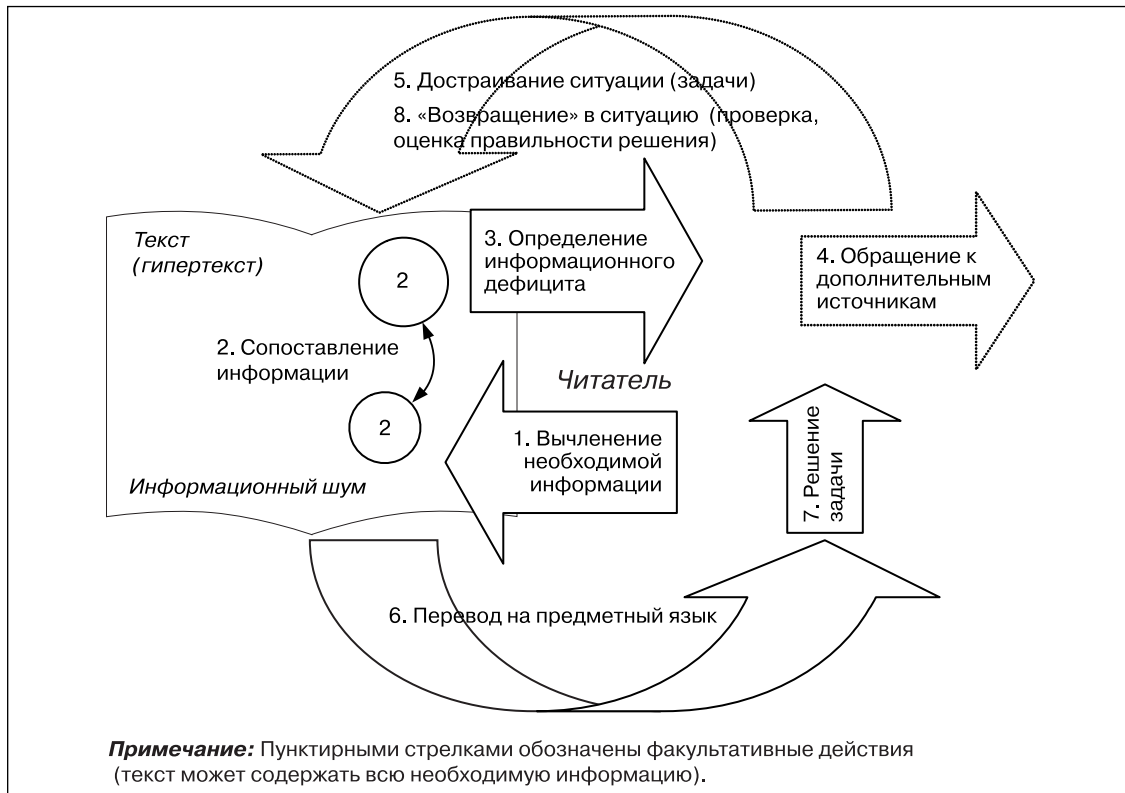 5. Достраивание ситуации (задачи)
8. «Возвращение» в ситуацию (проверка,
оценка правильности решения)
Текст
(гипертекст)
2
3. Определение
информационного
дефицита
4. Обращение к
дополнительным
источникам
2. Сопоставление
информации
Читатель
2
1. Вычленение
необходимой
информации
Информационный шум
7. Решение
задачи
6. Перевод на предметный язык
Примечание: Пунктирными стрелками обозначены факультативные действия
(текст может содержать всю необходимую информацию).